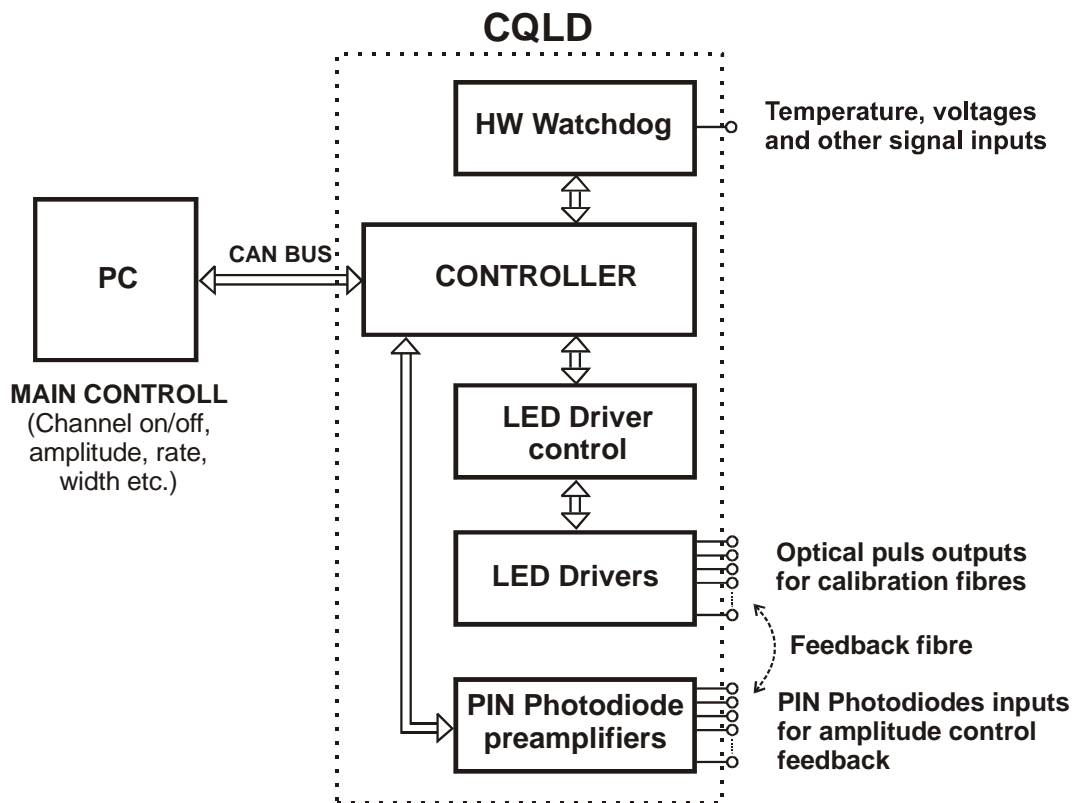 CQLD
HW Watchdog
Temperature, voltages
and other signal inputs
CAN BUS
PC
CONTROLLER
MAIN CONTROLL
(Channel on/off,
amplitude, rate,
width etc.)
LED Driver
control
LED Drivers
Optical puls outputs
for calibration fibres
Feedback fibre
PIN Photodiode
preamplifiers
PIN Photodiodes inputs
for amplitude control
feedback